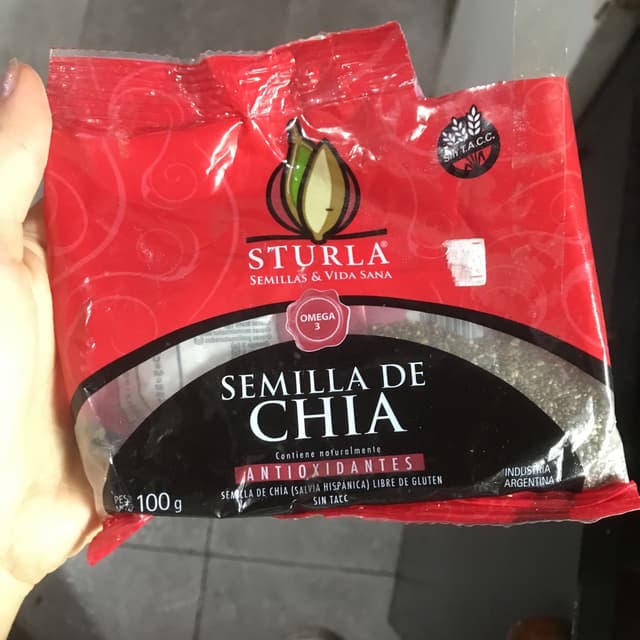 Sin T.A.C.C.
STURLA®
SEMILLAS & VIDA SANA
OMEGA
3
SEMILLA DE
CHIA
Contiene naturalmente
ANTIOXIDANTES
SEMILLA DE CHÍA (SALVIA HISPÁNICA) LIBRE DE GLUTEN
SIN TACC
INDUSTRIA
ARGENTINA
100 g